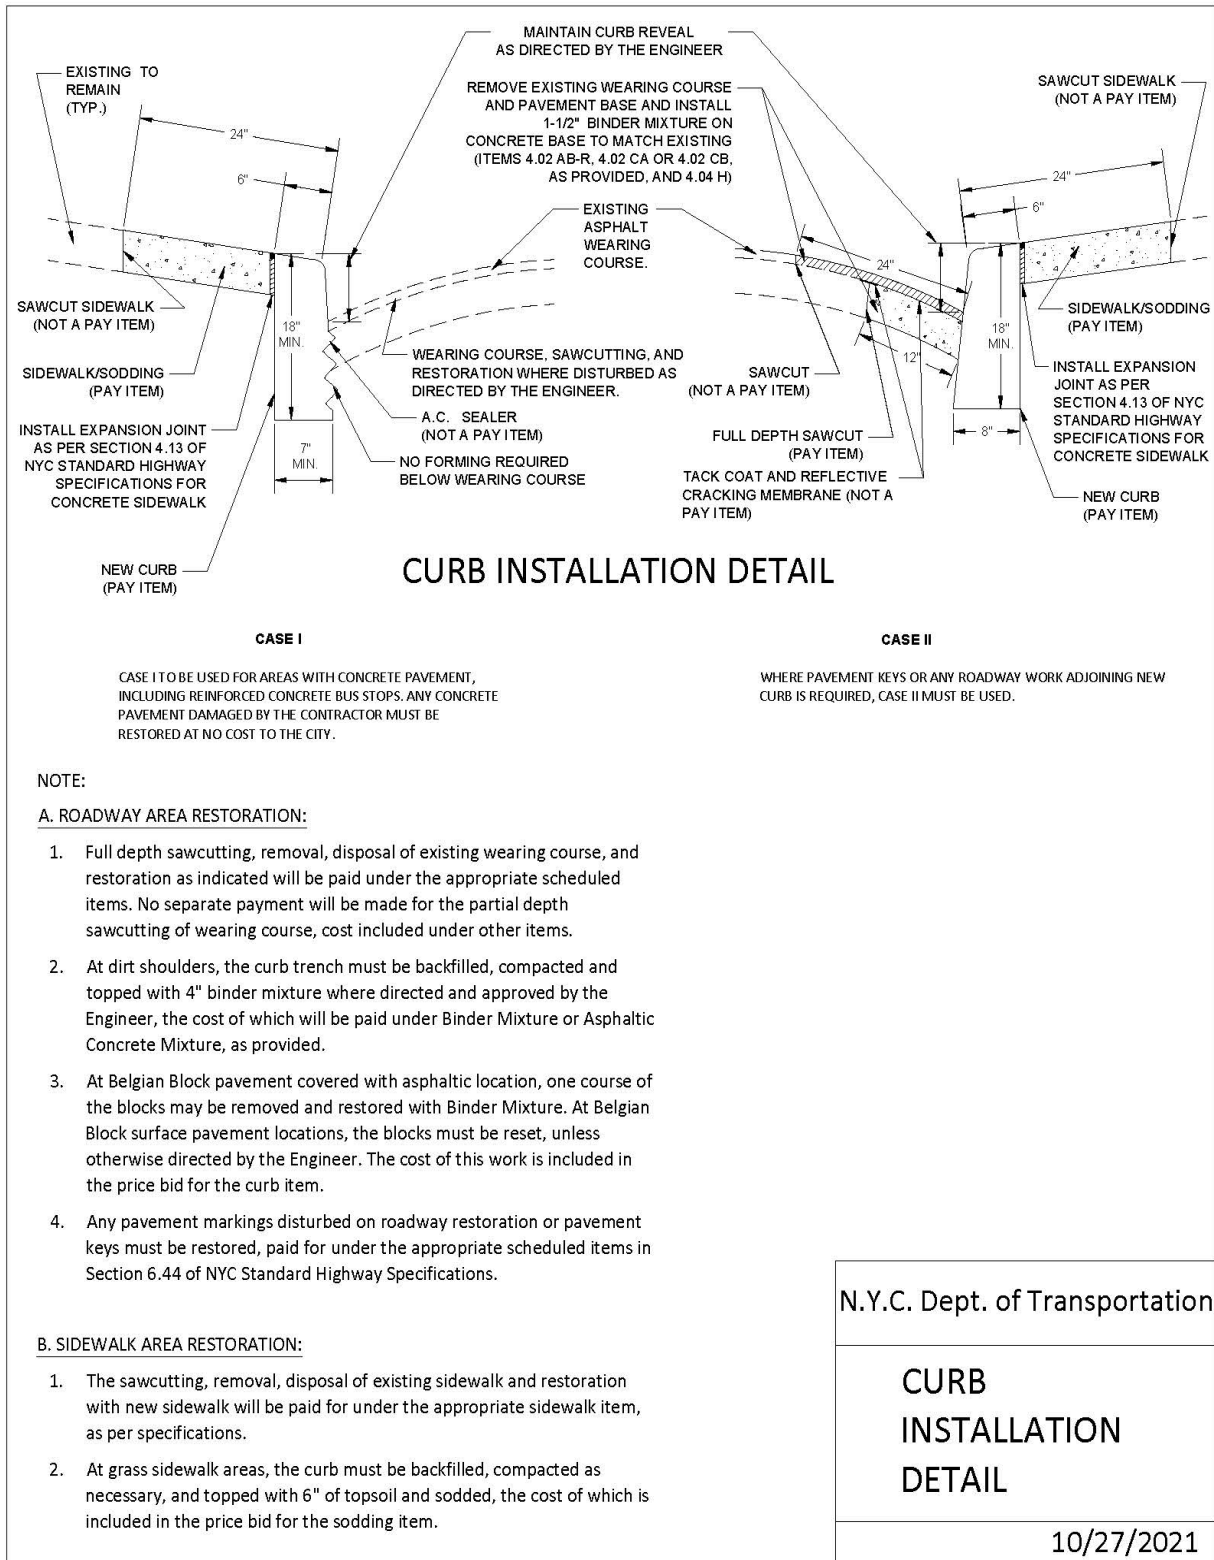 MAINTAIN CURB REVEAL
AS DIRECTED BY THE ENGINEER
EXISTING TO
REMAIN
(TYP.)
24"
6"
REMOVE EXISTING WEARING COURSE
AND PAVEMENT BASE AND INSTALL
1-1/2" BINDER MIXTURE ON
CONCRETE BASE TO MATCH EXISTING
(ITEMS 4.02 AB-R, 4.02 CA OR 4.02 CB,
AS PROVIDED, AND 4.04 H)
SAWCUT SIDEWALK
(NOT A PAY ITEM)
24"
6"
EXISTING
ASPHALT
WEARING
COURSE.
24"
SAWCUT SIDEWALK
(NOT A PAY ITEM)
18"
MIN.
SIDEWALK/SODDING
(PAY ITEM)
INSTALL EXPANSION JOINT
AS PER SECTION 4.13 OF
NYC STANDARD HIGHWAY
SPECIFICATIONS FOR
CONCRETE SIDEWALK
7"
MIN.
NEW CURB
(PAY ITEM)
WEARING COURSE, SAWCUTTING, AND
RESTORATION WHERE DISTURBED AS
DIRECTED BY THE ENGINEER.
A.C. SEALER
(NOT A PAY ITEM)
NO FORMING REQUIRED
BELOW WEARING COURSE
12"
SAWCUT
(NOT A PAY ITEM)
FULL DEPTH SAWCUT
(PAY ITEM)
TACK COAT AND REFLECTIVE
CRACKING MEMBRANE (NOT A
PAY ITEM)
18"
MIN.
8"
SIDEWALK/SODDING
(PAY ITEM)
INSTALL EXPANSION
JOINT AS PER
SECTION 4.13 OF NYC
STANDARD HIGHWAY
SPECIFICATIONS FOR
CONCRETE SIDEWALK
NEW CURB
(PAY ITEM)
CURB INSTALLATION DETAIL
CASE I
CASE I TO BE USED FOR AREAS WITH CONCRETE PAVEMENT,
INCLUDING REINFORCED CONCRETE BUS STOPS. ANY CONCRETE
PAVEMENT DAMAGED BY THE CONTRACTOR MUST BE
RESTORED AT NO COST TO THE CITY.
CASE II
WHERE PAVEMENT KEYS OR ANY ROADWAY WORK ADJOINING NEW
CURB IS REQUIRED, CASE II MUST BE USED.
NOTE:
A. ROADWAY AREA RESTORATION:
1. Full depth sawcutting, removal, disposal of existing wearing course, and
restoration as indicated will be paid under the appropriate scheduled
items. No separate payment will be made for the partial depth
sawcutting of wearing course, cost included under other items.
2. At dirt shoulders, the curb trench must be backfilled, compacted and
topped with 4" binder mixture where directed and approved by the
Engineer, the cost of which will be paid under Binder Mixture or Asphaltic
Concrete Mixture, as provided.
3. At Belgian Block pavement covered with asphaltic location, one course of
the blocks may be removed and restored with Binder Mixture. At Belgian
Block surface pavement locations, the blocks must be reset, unless
otherwise directed by the Engineer. The cost of this work is included in
the price bid for the curb item.
4. Any pavement markings disturbed on roadway restoration or pavement
keys must be restored, paid for under the appropriate scheduled items in
Section 6.44 of NYC Standard Highway Specifications.
B. SIDEWALK AREA RESTORATION:
1. The sawcutting, removal, disposal of existing sidewalk and restoration
with new sidewalk will be paid for under the appropriate sidewalk item,
as per specifications.
2. At grass sidewalk areas, the curb must be backfilled, compacted as
necessary, and topped with 6" of topsoil and sodded, the cost of which is
included in the price bid for the sodding item.
N.Y.C. Dept. of Transportation
CURB
INSTALLATION
DETAIL
10/27/2021